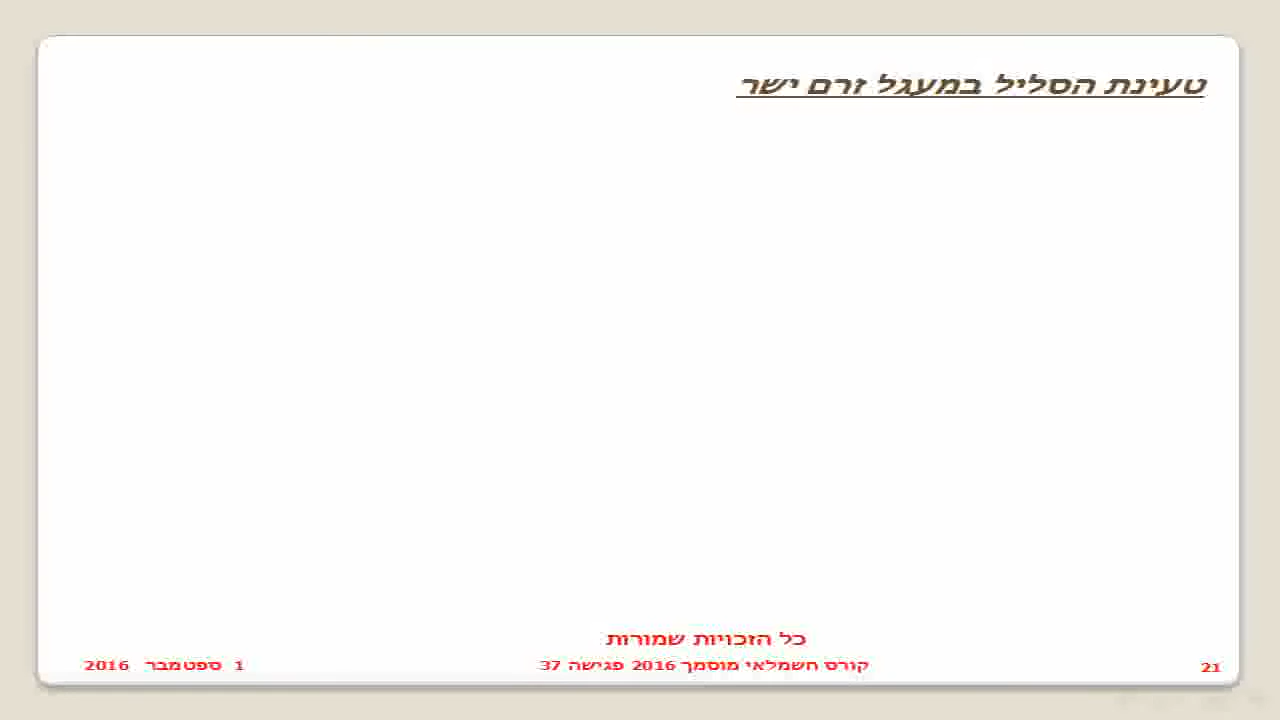 טעינת הסליל במעגל זרם ישר
כל הזכויות שמורות
קורס חשמלאי מוסמך 2016 פגישה 37
1 ספטמבר 2016
21